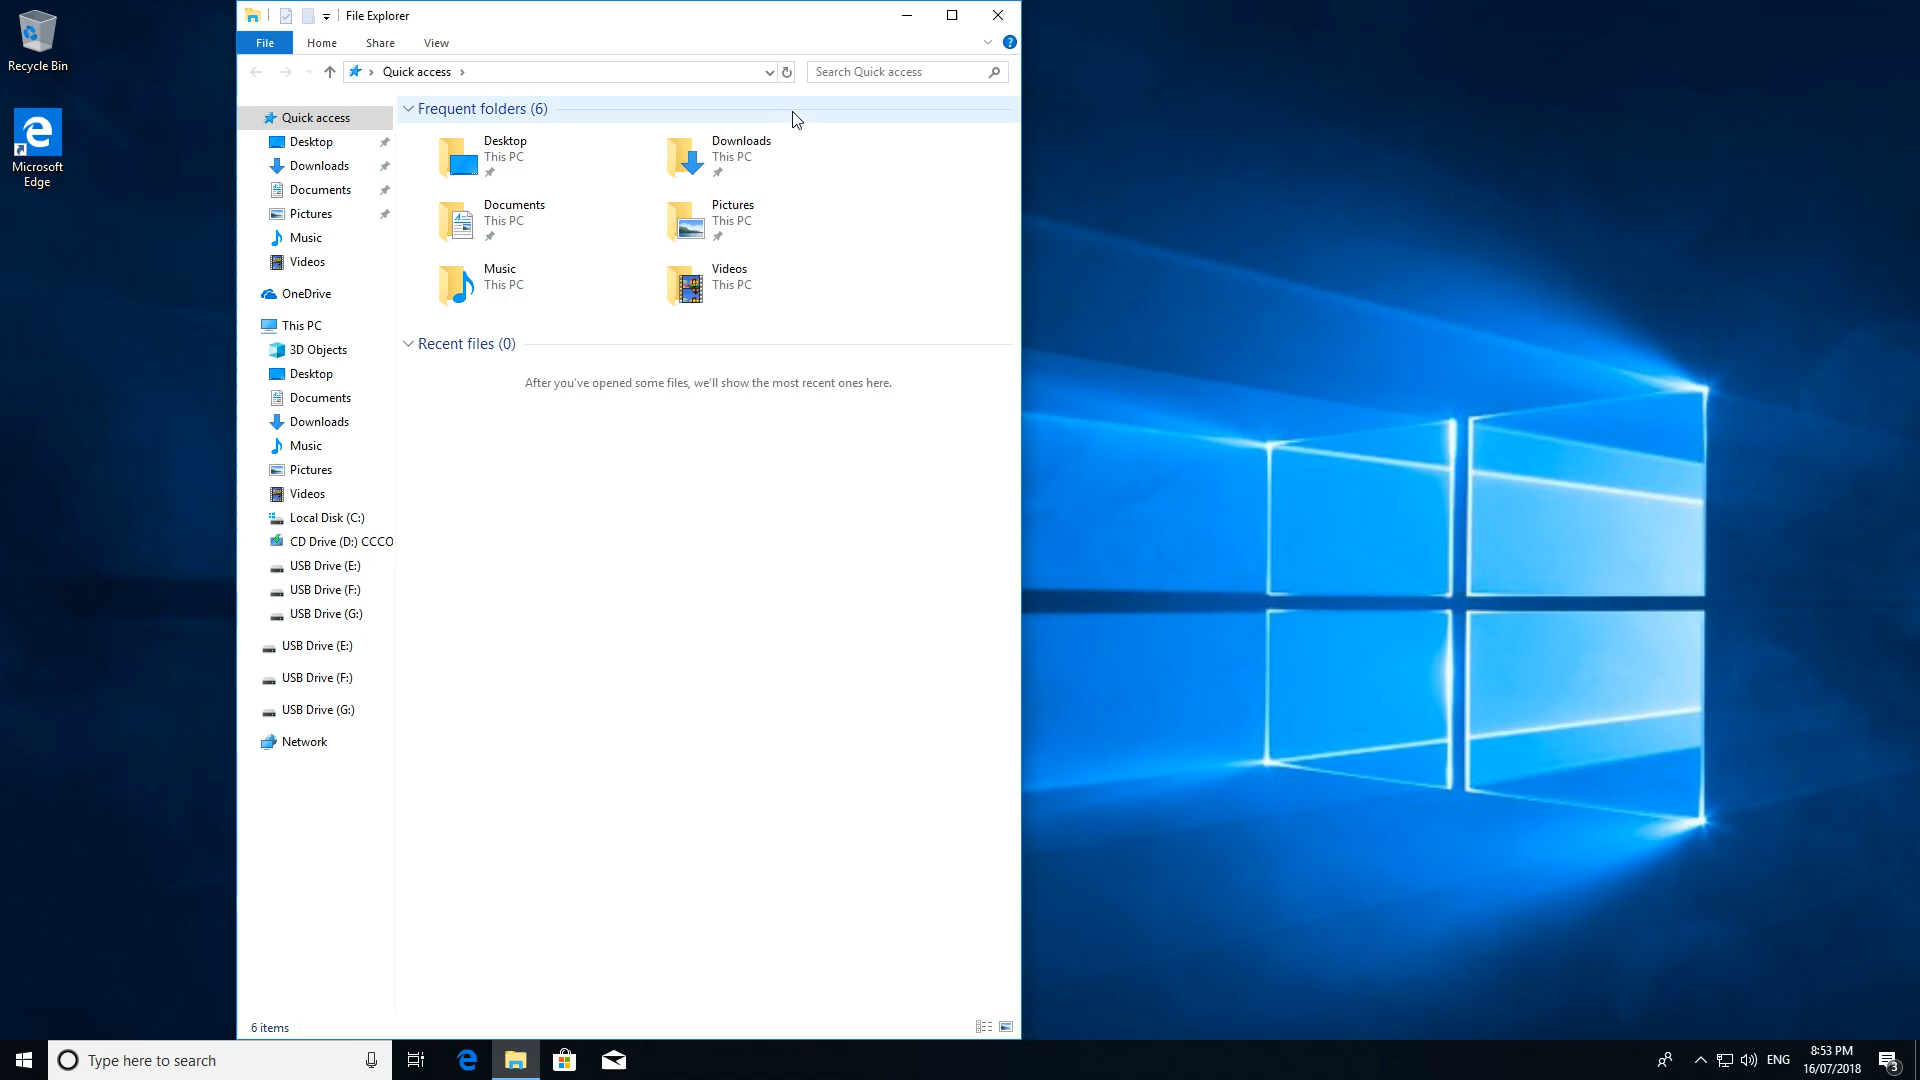 Recycle Bin
Microsoft
Edge
File Explorer
File Home Share View
Quick access
Search Quick access
Quick access
Desktop
Downloads
Documents
Pictures
Music
Videos
OneDrive
This PC
3D Objects
Desktop
Documents
Downloads
Music
Pictures
Videos
Local Disk (C:)
CD Drive (D:) CCCO
USB Drive (E:)
USB Drive (F:)
USB Drive (G:)
USB Drive (E:)
USB Drive (F:)
USB Drive (G:)
Network
Frequent folders (6)
Desktop
This PC
Downloads
This PC
Documents
This PC
Pictures
This PC
Music
This PC
Videos
This PC
Recent files (0)
After you've opened some files, we'll show the most recent ones here.
6 items
Type here to search
ENG
8:53 PM
16/07/2018
3